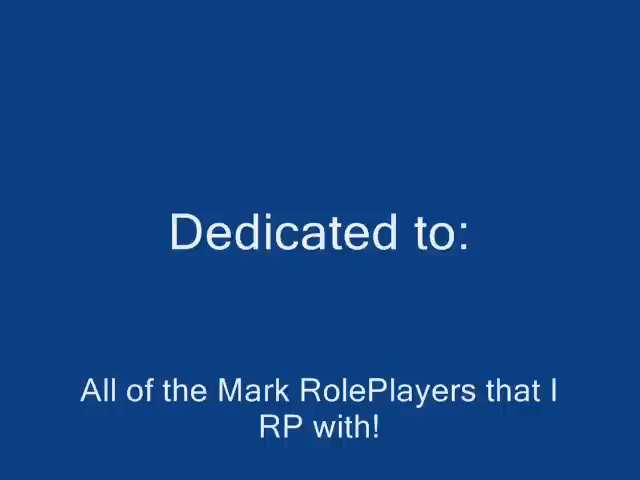 Dedicated to:
All of the Mark RolePlayers that I
RP with!